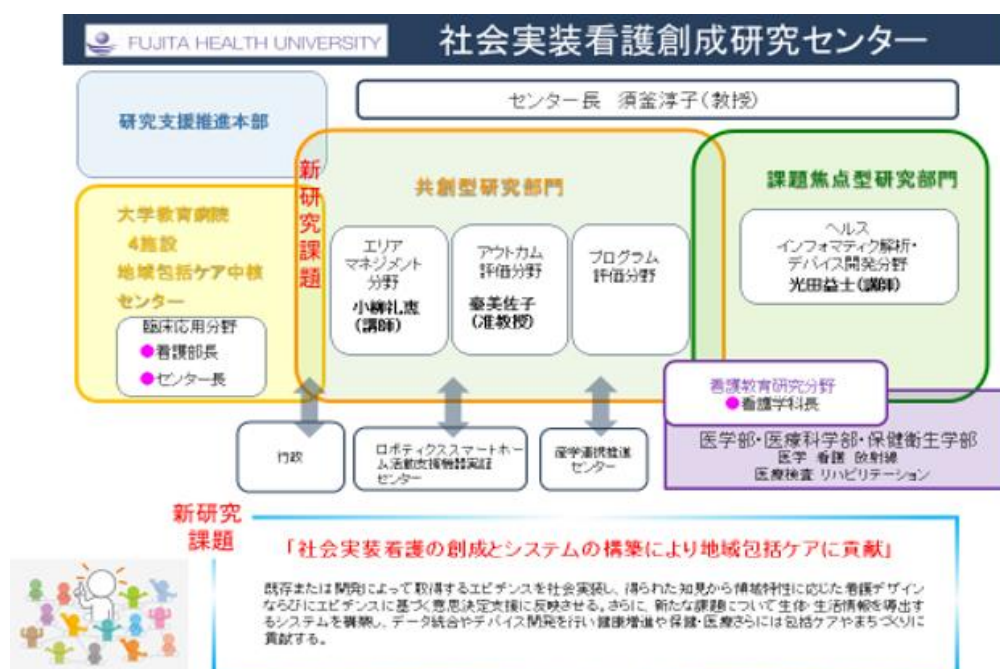 FUJITA HEALTH UNIVERSITY
社会実装看護創成研究センター
センター長 須釜淳子(教授)
研究支援推進本部
新研究課題
共創型研究部門
課題焦点型研究部門
大学教育病院
4施設
地域包括ケア中核
センター
臨床応用分野
●看護部長
●センター長
エリア
マネジメント
分野
小柳礼恵
(講師)
アウトカム
評価分野
臺美佐子
(准教授)
プログラム
評価分野
ヘルス
インフォマティク解析・
デバイス開発分野
光田益士(講師)
看護教育研究分野
●看護学科長
医学部・医療科学部・保健衛生学部
医学 看護 放射線
医療検査 リハビリテーション
行政
ロボティクススマートホー
ム活動支援機器実証
センター
産学連携推進
センター
新研究
課題
「社会実装看護の創成とシステムの構築により地域包括ケアに貢献」
既存または開発によって取得するエビデンスを社会実装し、得られた知見から領域特性に応じた看護デザイン
ならびにエビデンスに基づく意思決定支援に反映させる。さらに、新たな課題について生体・生活情報を導出す
るシステムを構築し、データ統合やデバイス開発を行い健康増進や保健・医療さらには包括ケアやまちづくりに
貢献する。